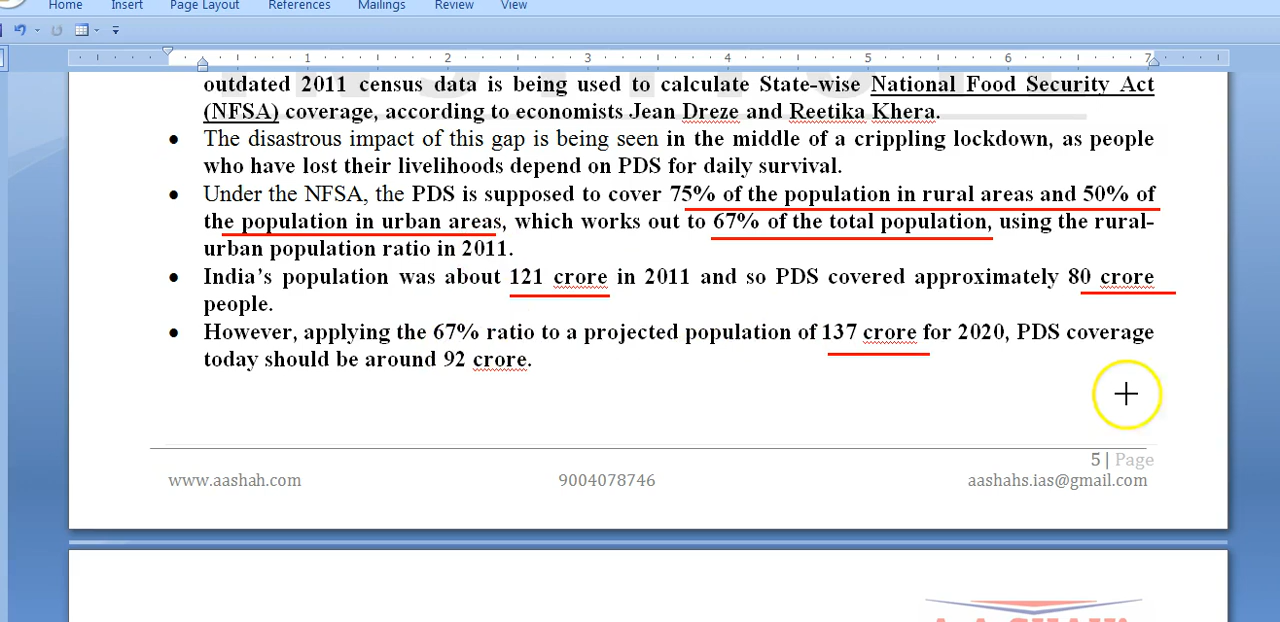 Home Insert Page Layout References Mailings Review View
1 2 3 4 5 6 7
outdated 2011 census data is being used to calculate State-wise National Food Security Act
(NFSA) coverage, according to economists Jean Dreze and Reetika Khera.
• The disastrous impact of this gap is being seen in the middle of a crippling lockdown, as people
who have lost their livelihoods depend on PDS for daily survival.
• Under the NFSA, the PDS is supposed to cover 75% of the population in rural areas and 50% of
the population in urban areas, which works out to 67% of the total population, using the rural-
urban population ratio in 2011.
• India's population was about 121 crore in 2011 and so PDS covered approximately 80 crore
people.
• However, applying the 67% ratio to a projected population of 137 crore for 2020, PDS coverage
today should be around 92 crore.
5 | Page
www.aashah.com 9004078746 aashahs.ias@gmail.com